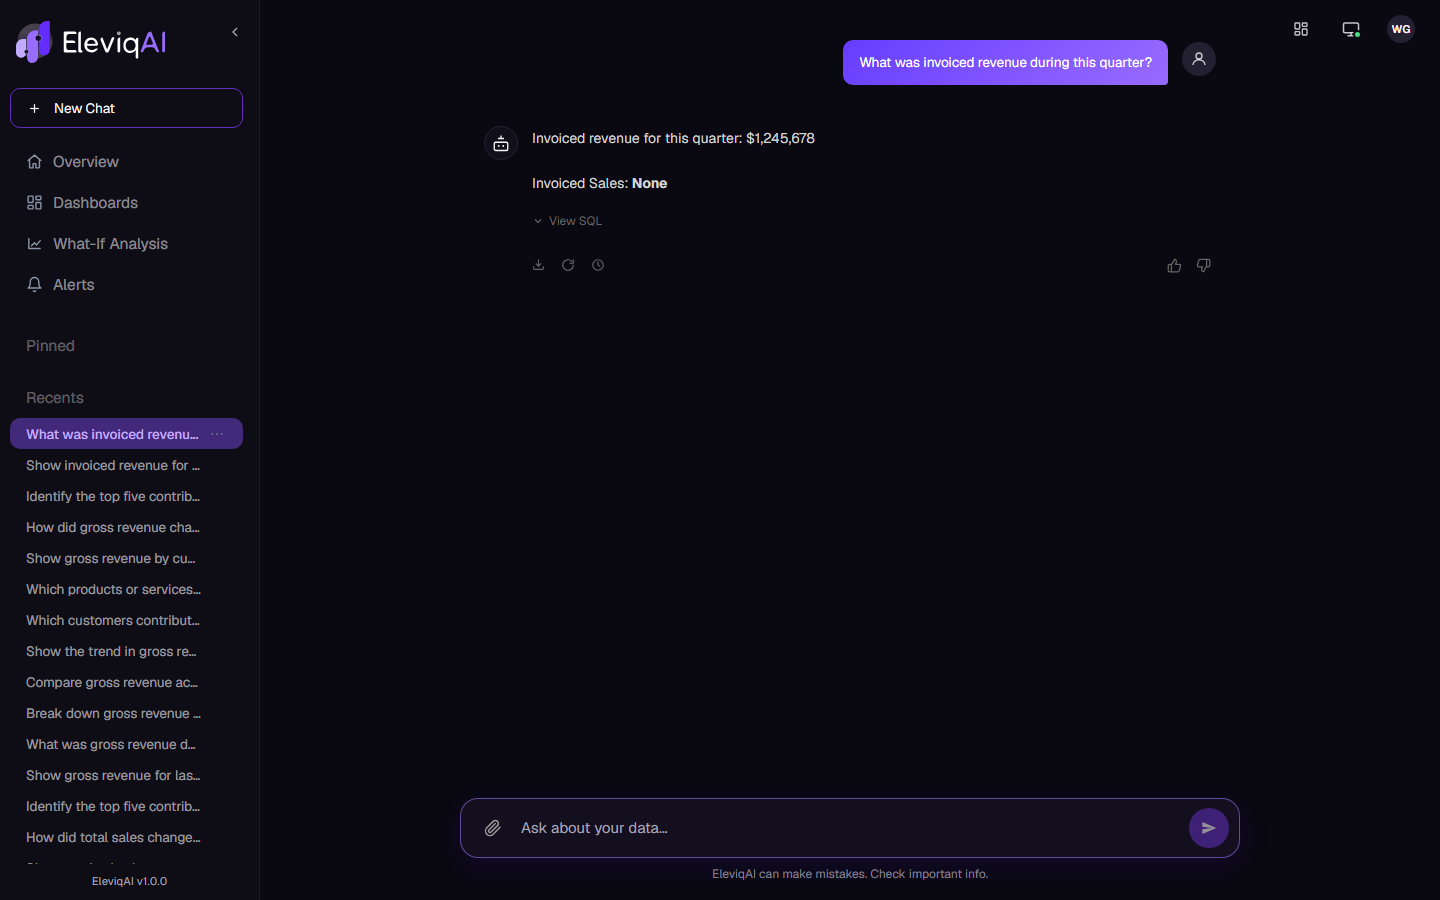 EleviqAI
New Chat
Overview
Dashboards
What-If Analysis
Alerts
Pinned
Recents
What was invoiced revenu...
Show invoiced revenue for ...
Identify the top five contrib...
How did gross revenue cha...
Show gross revenue by cu...
Which products or services...
Which customers contribut...
Show the trend in gross re...
Compare gross revenue ac...
Break down gross revenue ...
What was gross revenue d...
Show gross revenue for las...
Identify the top five contrib...
How did total sales change...
EleviqAI v1.0.0
WG
What was invoiced revenue during this quarter?
Invoiced revenue for this quarter: $1,245,678
Invoiced Sales: None
View SQL
Ask about your data...
EleviqAI can make mistakes. Check important info.